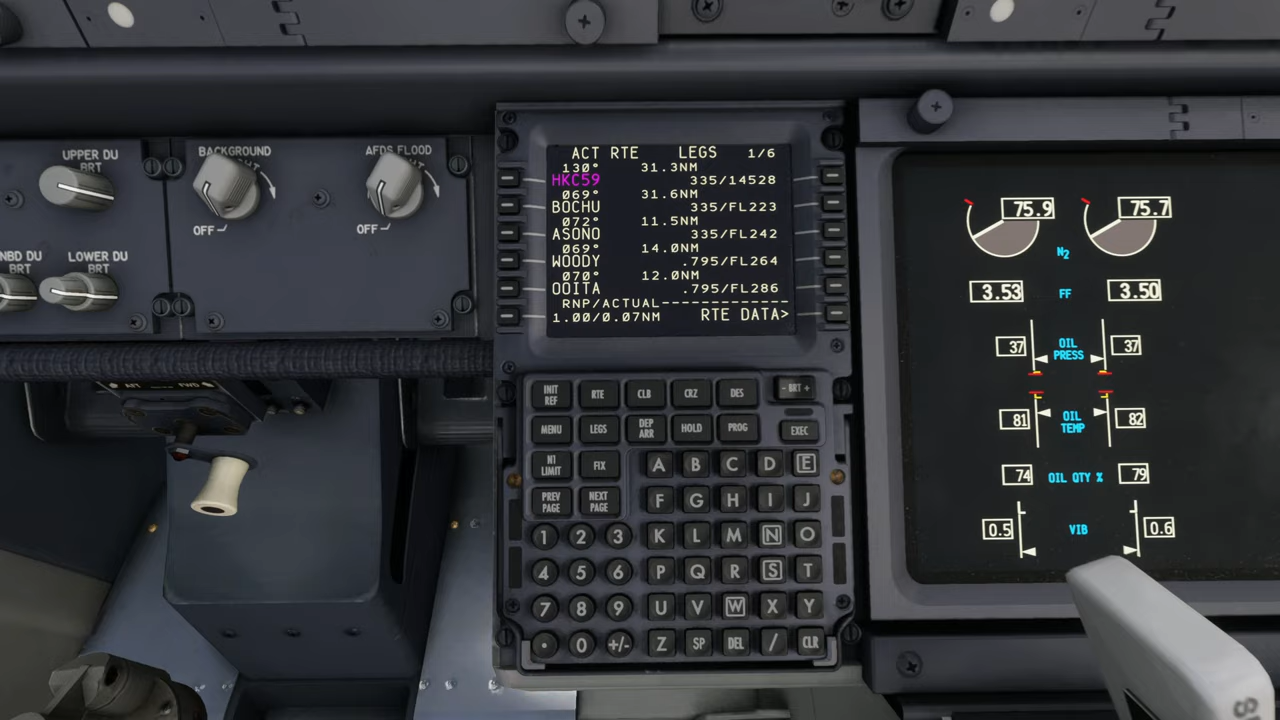 UPPER DU
BRT
BACKGROUND
AFDS FLOOD
OFF
OFF
NBD DU
BRT
LOWER DU
BRT
AFT
FWD
ACT RTE LEGS 1/6
130° 31.3NM
HKC59 335/14528
069° 31.6NM
BOCHU 335/FL223
072° 11.5NM
ASONO 335/FL242
069° 14.0NM
WOODY .795/FL264
070° 12.0NM
OOITA .795/FL286
RNP/ACTUAL------------
1.00/0.07NM RTE DATA>
INIT REF RTE CLB CRZ DES - BRT +
MENU LEGS DEP ARR HOLD PROG EXEC
N1 LIMIT FIX A B C D E
PREV PAGE NEXT PAGE F G H I J
1 2 3 K L M N O
4 5 6 P Q R S T
7 8 9 U V W X Y
. 0 +/- Z SP DEL / CLR
75.9 75.7
N2
3.53 FF 3.50
37 OIL PRESS 37
81 OIL TEMP 82
74 OIL QTY % 79
0.5 VIB 0.6